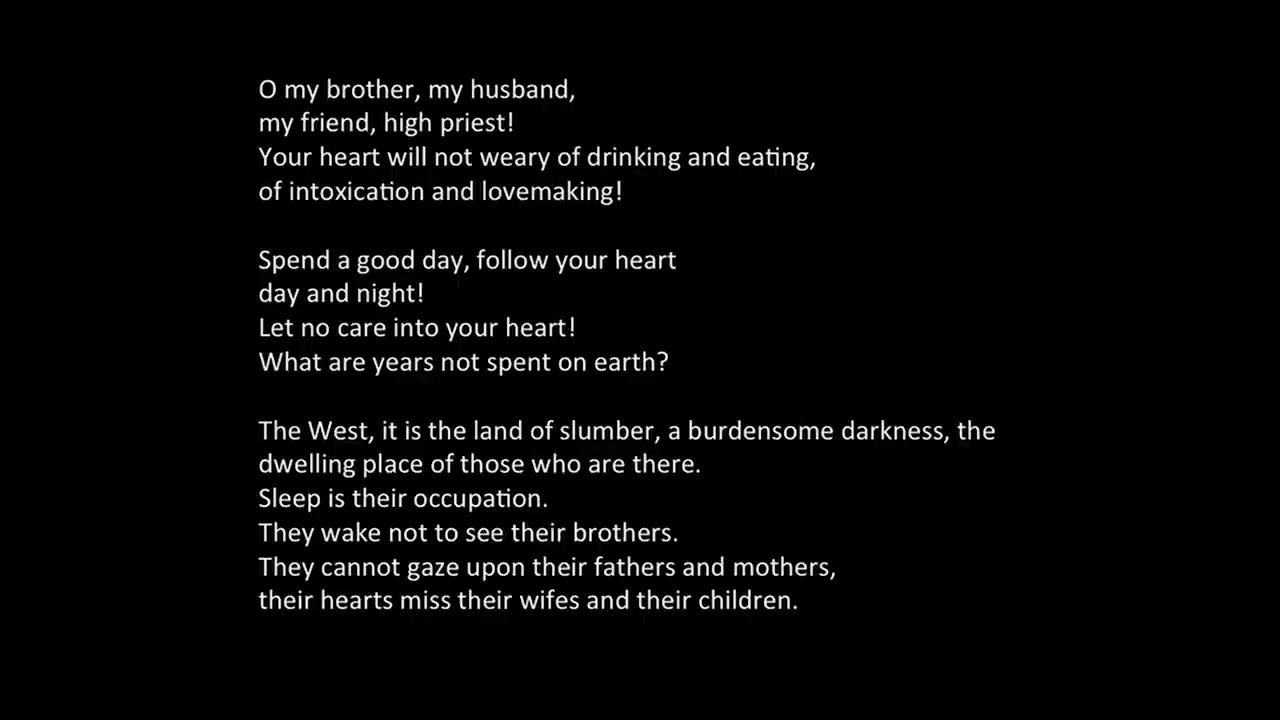 O my brother, my husband,
my friend, high priest!
Your heart will not weary of drinking and eating,
of intoxication and lovemaking!
Spend a good day, follow your heart
day and night!
Let no care into your heart!
What are years not spent on earth?
The West, it is the land of slumber, a burdensome darkness, the
dwelling place of those who are there.
Sleep is their occupation.
They wake not to see their brothers.
They cannot gaze upon their fathers and mothers,
their hearts miss their wifes and their children.